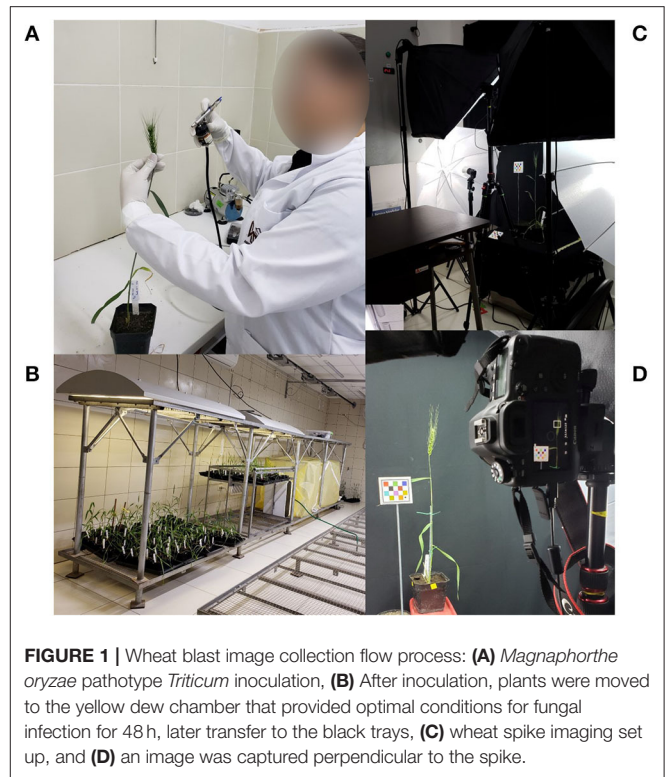 A
C
B
D
FIGURE 1 | Wheat blast image collection flow process: (A) Magnaphorthe
oryzae pathotype Triticum inoculation, (B) After inoculation, plants were moved
to the yellow dew chamber that provided optimal conditions for fungal
infection for 48 h, later transfer to the black trays, (C) wheat spike imaging set
up, and (D) an image was captured perpendicular to the spike.